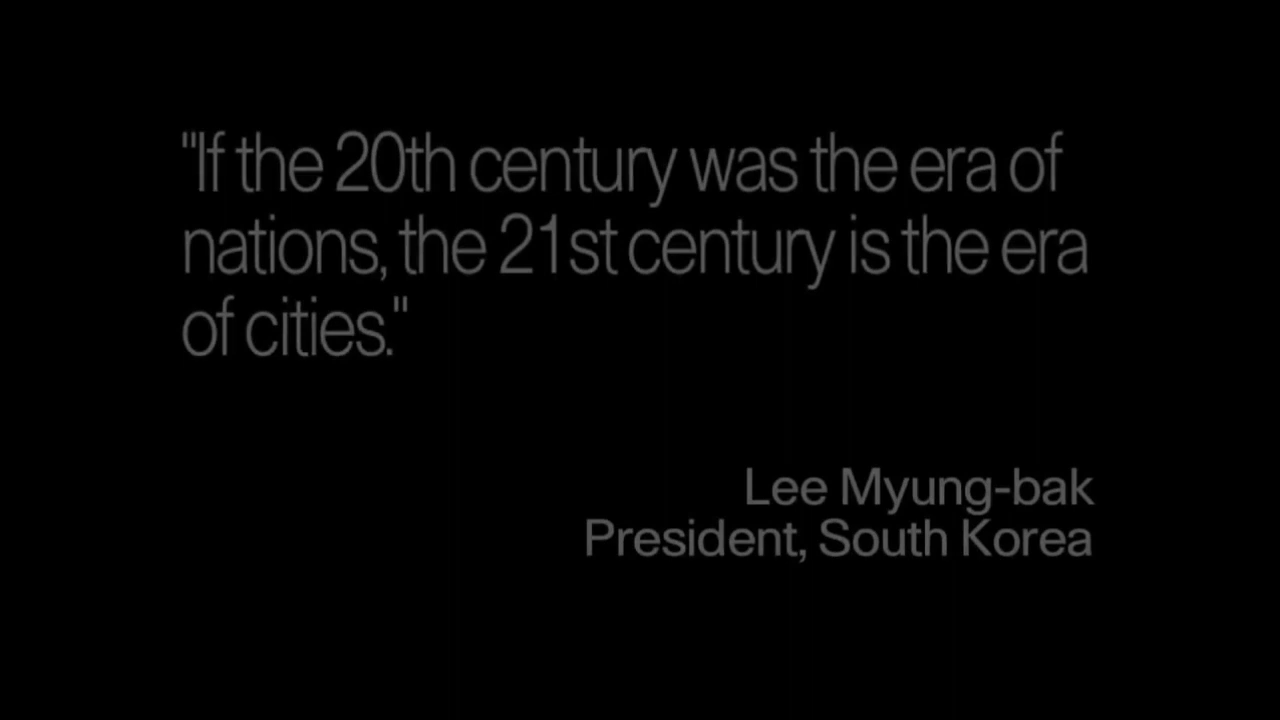 "If the 20th century was the era of
nations, the 21st century is the era
of cities."
Lee Myung-bak
President, South Korea